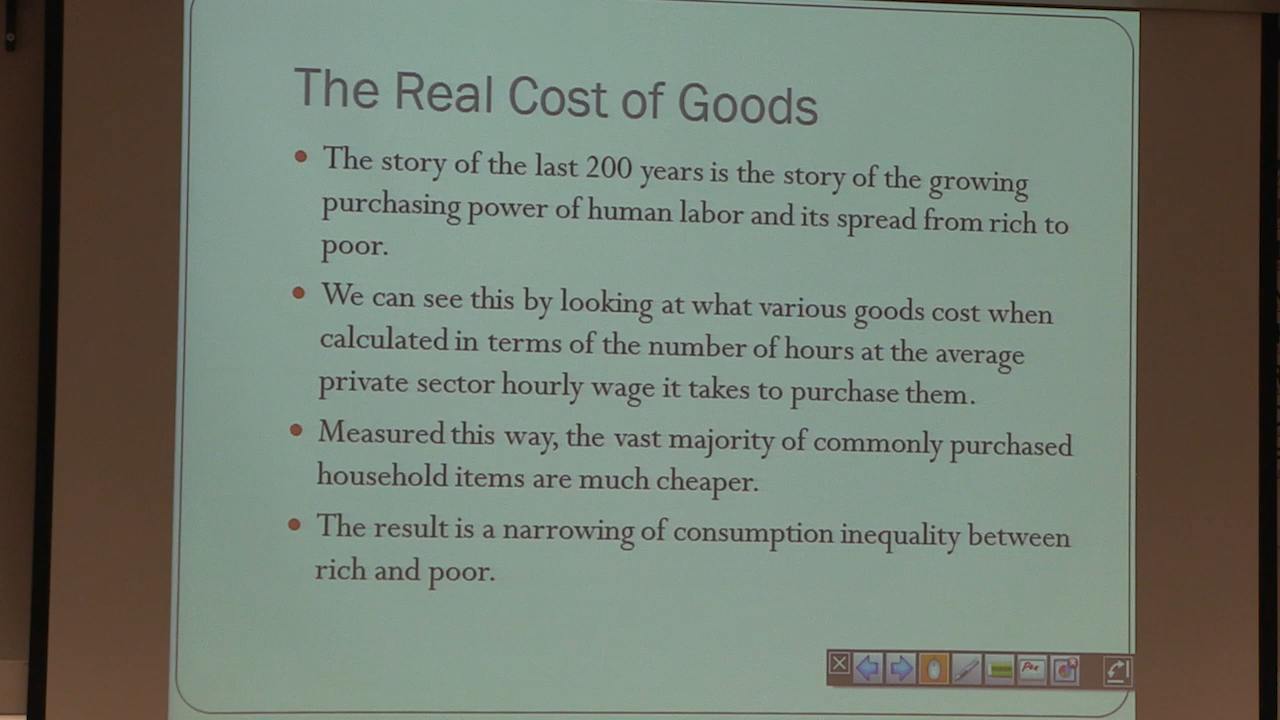 The Real Cost of Goods
The story of the last 200 years is the story of the growing
purchasing power of human labor and its spread from rich to
poor.
We can see this by looking at what various goods cost when
calculated in terms of the number of hours at the average
private sector hourly wage it takes to purchase them.
Measured this way, the vast majority of commonly purchased
household items are much cheaper.
The result is a narrowing of consumption inequality between
rich and poor.